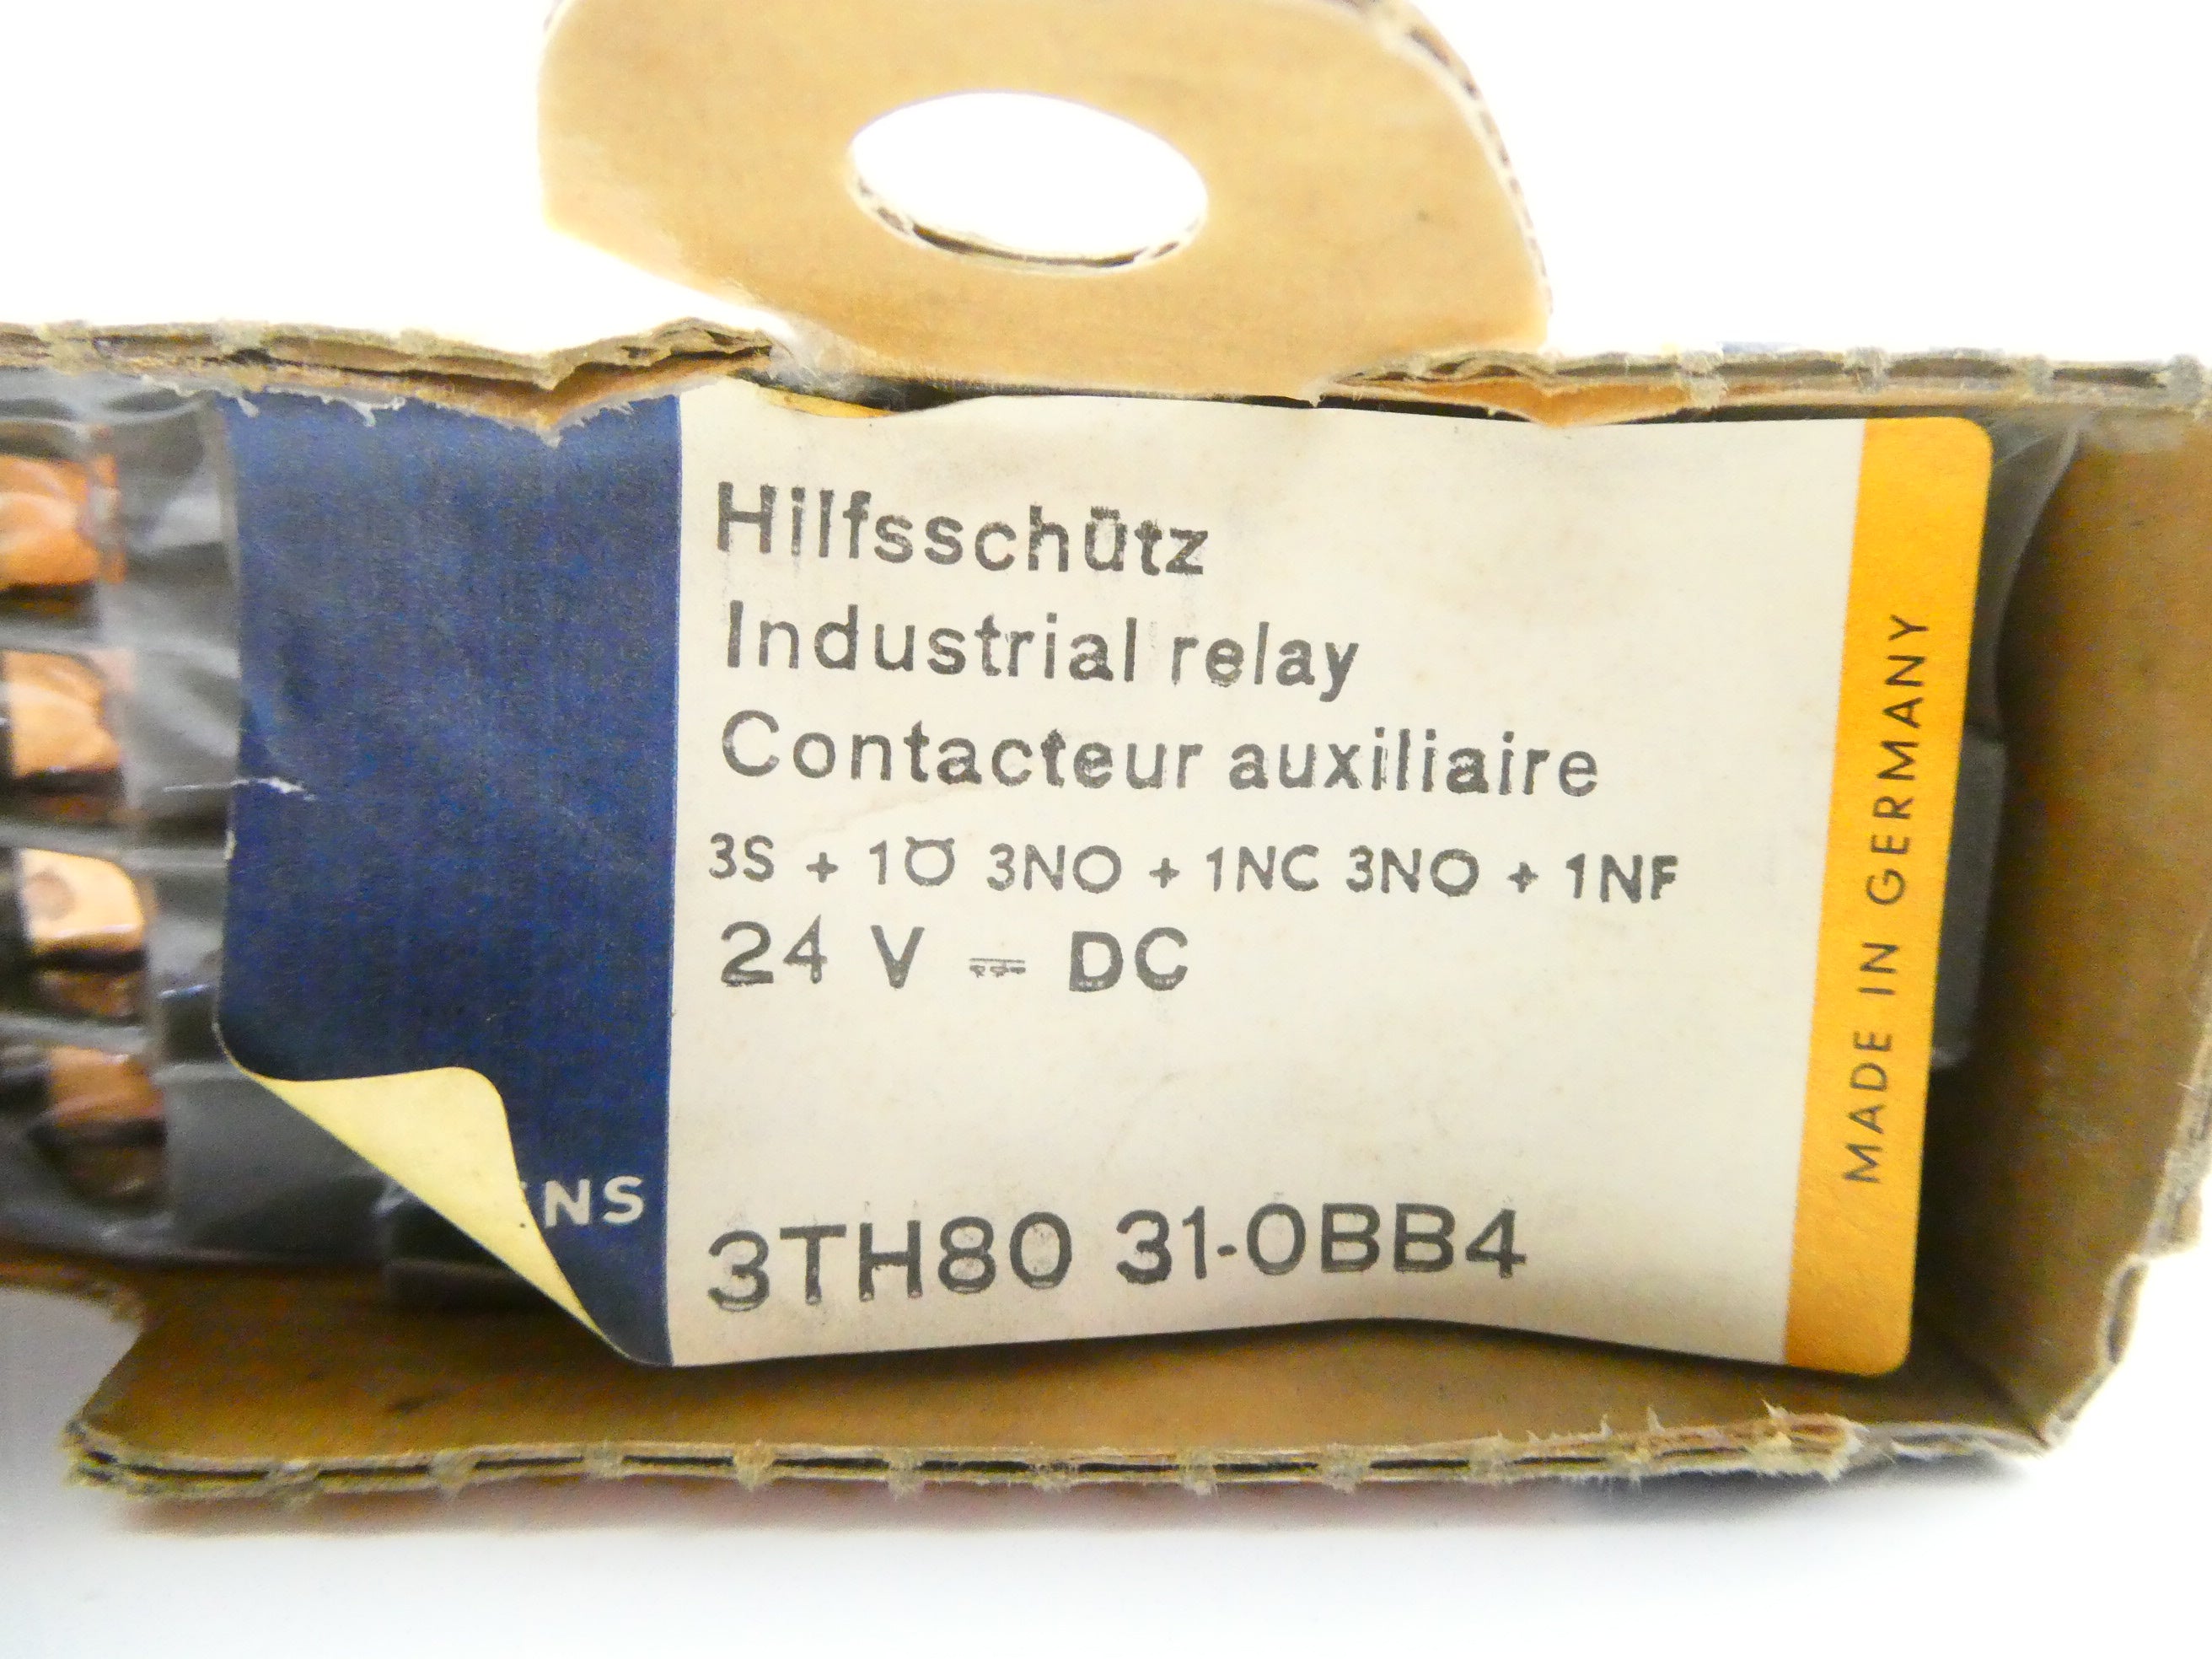 Hilfsschütz
Industrial relay
Contacteur auxiliaire
3S + 1Ö 3NO + 1NC 3NO + 1NF
24 V ⎓ DC
NS
3TH80 31-0BB4
MADE IN GERMANY